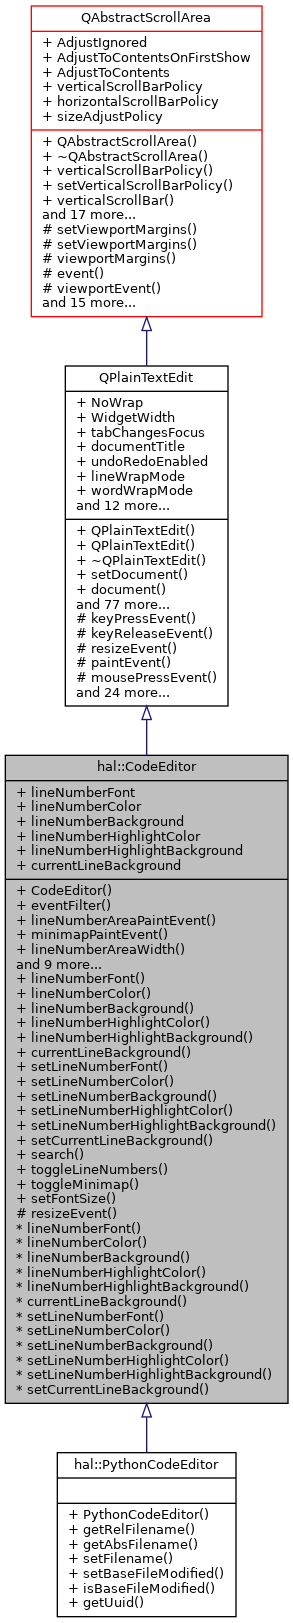 QAbstractScrollArea
+ AdjustIgnored
+ AdjustToContentsOnFirstShow
+ AdjustToContents
+ verticalScrollBarPolicy
+ horizontalScrollBarPolicy
+ sizeAdjustPolicy
+ QAbstractScrollArea()
+ ~QAbstractScrollArea()
+ verticalScrollBarPolicy()
+ setVerticalScrollBarPolicy()
+ verticalScrollBar()
and 17 more...
# setViewportMargins()
# setViewportMargins()
# viewportMargins()
# event()
# viewportEvent()
and 15 more...
QPlainTextEdit
+ NoWrap
+ WidgetWidth
+ tabChangesFocus
+ documentTitle
+ undoRedoEnabled
+ lineWrapMode
+ wordWrapMode
and 12 more...
+ QPlainTextEdit()
+ QPlainTextEdit()
+ ~QPlainTextEdit()
+ setDocument()
+ document()
and 77 more...
# keyPressEvent()
# keyReleaseEvent()
# resizeEvent()
# paintEvent()
# mousePressEvent()
and 24 more...
hal::CodeEditor
+ lineNumberFont
+ lineNumberColor
+ lineNumberBackground
+ lineNumberHighlightColor
+ lineNumberHighlightBackground
+ currentLineBackground
+ CodeEditor()
+ eventFilter()
+ lineNumberAreaPaintEvent()
+ minimapPaintEvent()
+ lineNumberAreaWidth()
and 9 more...
+ lineNumberFont()
+ lineNumberColor()
+ lineNumberBackground()
+ lineNumberHighlightColor()
+ lineNumberHighlightBackground()
+ currentLineBackground()
+ setLineNumberFont()
+ setLineNumberColor()
+ setLineNumberBackground()
+ setLineNumberHighlightColor()
+ setLineNumberHighlightBackground()
+ setCurrentLineBackground()
+ search()
+ toggleLineNumbers()
+ toggleMinimap()
+ setFontSize()
# resizeEvent()
* lineNumberFont()
* lineNumberColor()
* lineNumberBackground()
* lineNumberHighlightColor()
* lineNumberHighlightBackground()
* currentLineBackground()
* setLineNumberFont()
* setLineNumberColor()
* setLineNumberBackground()
* setLineNumberHighlightColor()
* setLineNumberHighlightBackground()
* setCurrentLineBackground()
hal::PythonCodeEditor
+ PythonCodeEditor()
+ getRelFilename()
+ getAbsFilename()
+ setFilename()
+ setBaseFileModified()
+ isBaseFileModified()
+ getUuid()